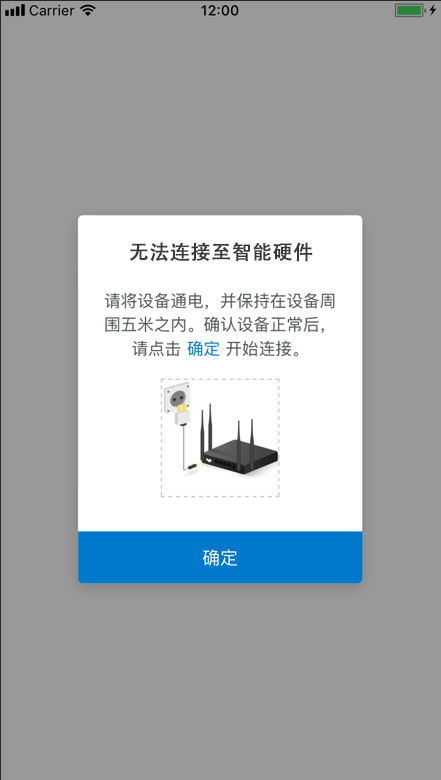 Carrier 12:00
无法连接至智能硬件
请将设备通电，并保持在设备周
围五米之内。确认设备正常后，
请点击 确定 开始连接。
确定